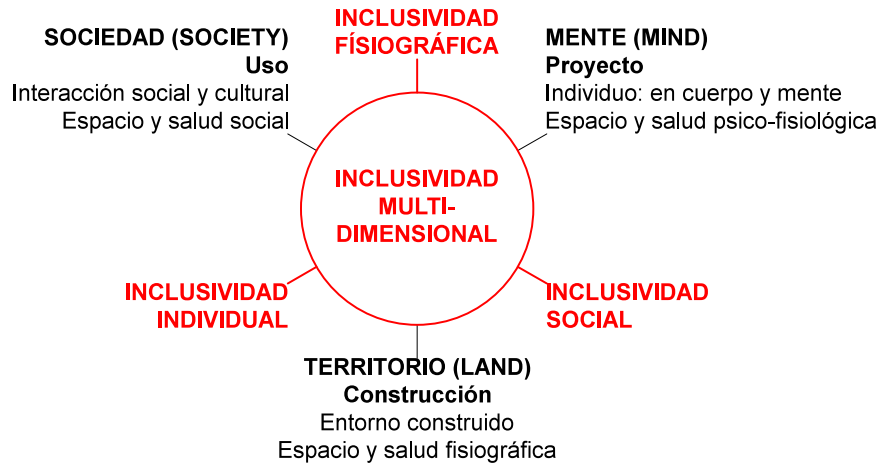 INCLUSIVIDAD
FÍSIOGRÁFICA
SOCIEDAD (SOCIETY)
Uso
Interacción social y cultural
Espacio y salud social
MENTE (MIND)
Proyecto
Individuo: en cuerpo y mente
Espacio y salud psico-fisiológica
INCLUSIVIDAD
MULTI-
DIMENSIONAL
INCLUSIVIDAD
INDIVIDUAL
INCLUSIVIDAD
SOCIAL
TERRITORIO (LAND)
Construcción
Entorno construido
Espacio y salud fisiográfica